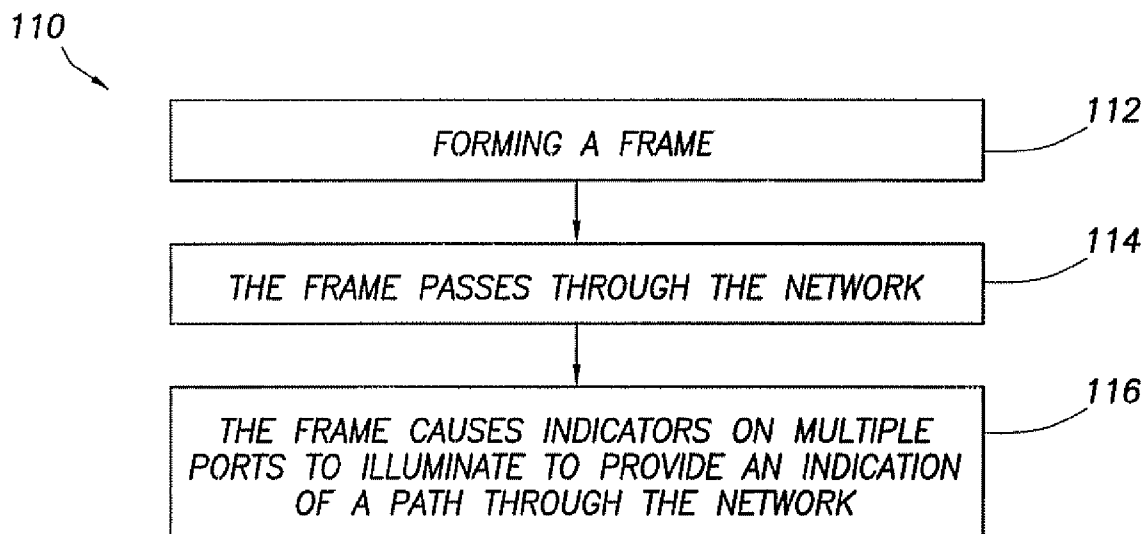 110
FORMING A FRAME
112
THE FRAME PASSES THROUGH THE NETWORK
114
THE FRAME CAUSES INDICATORS ON MULTIPLE
PORTS TO ILLUMINATE TO PROVIDE AN INDICATION
OF A PATH THROUGH THE NETWORK
116